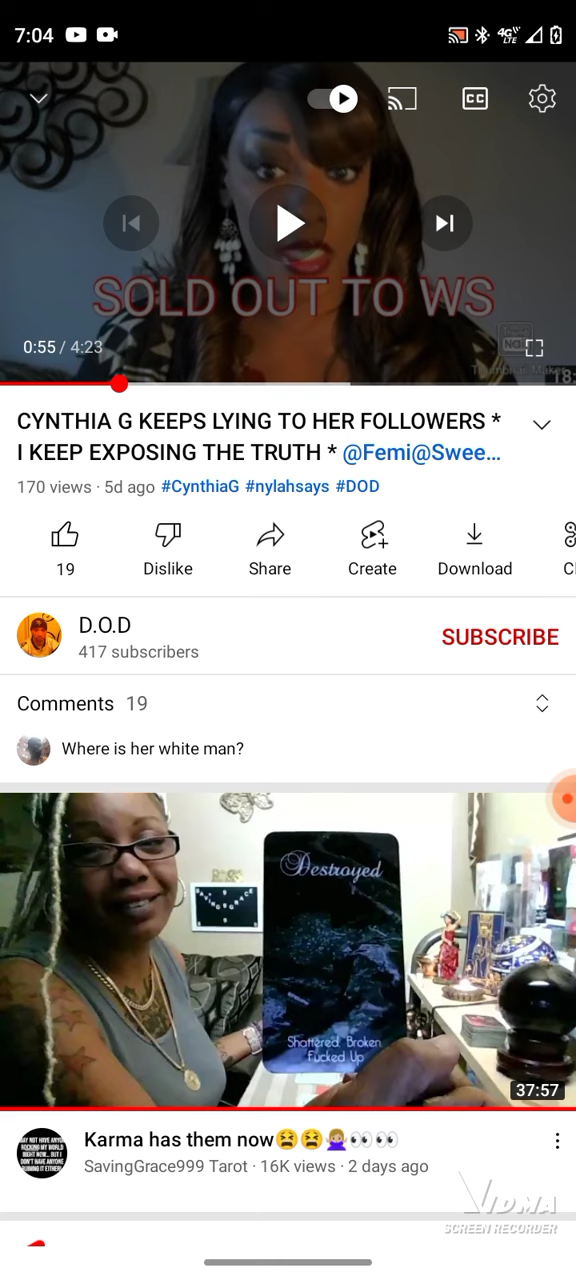 7:04
4G
LTE
CC
SOLD OUT TO WS
0:55 / 4:23
CYNTHIA G KEEPS LYING TO HER FOLLOWERS *
I KEEP EXPOSING THE TRUTH * @Femi@Swee...
170 views · 5d ago #CynthiaG #nylahsays #DOD
19
Dislike
Share
Create
Download
D.O.D
417 subscribers
SUBSCRIBE
Comments 19
Where is her white man?
Destroyed
Shattered. Broken.
Fucked Up
37:57
Karma has them now😫😫🤦🏼‍♀️👀👀
SavingGrace999 Tarot · 16K views · 2 days ago
VIDMA
SCREEN RECORDER